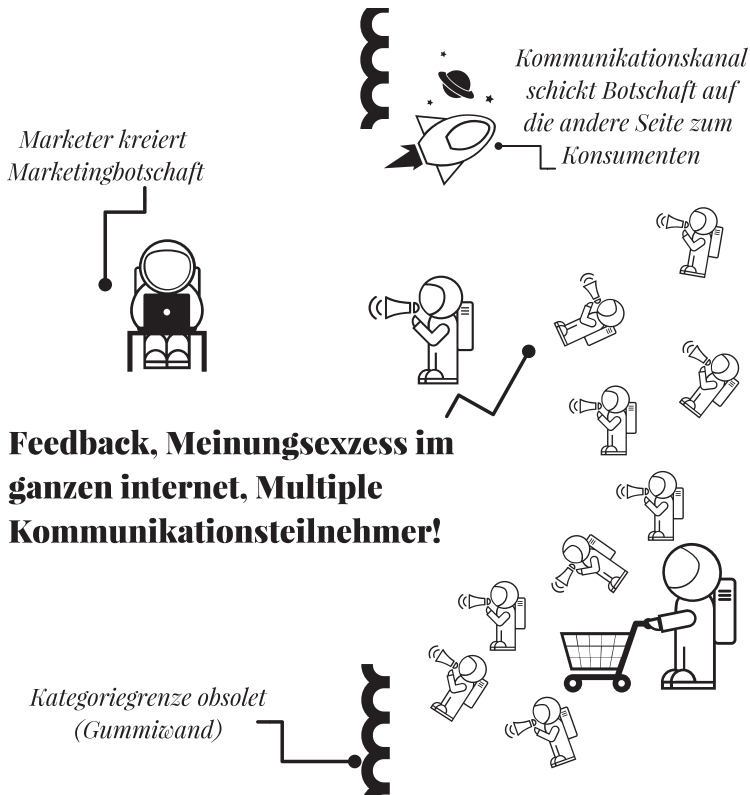 Kommunikationskanal
schickt Botschaft auf
die andere Seite zum
Konsumenten
Marketer kreiert
Marketingbotschaft
Feedback, Meinungsexzess im
ganzen internet, Multiple
Kommunikationsteilnehmer!
Kategoriegrenze obsolet
(Gummiwand)